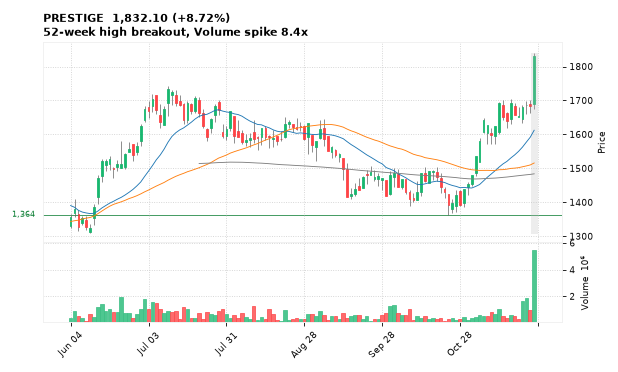 PRESTIGE  1,832.10 (+8.72%)
52-week high breakout, Volume spike 8.4x
1800
1700
1600
1500
1400
1300
Price
1,364
6
4
2
Volume 10⁶
Jun 04
Jul 03
Jul 31
Aug 28
Sep 28
Oct 28